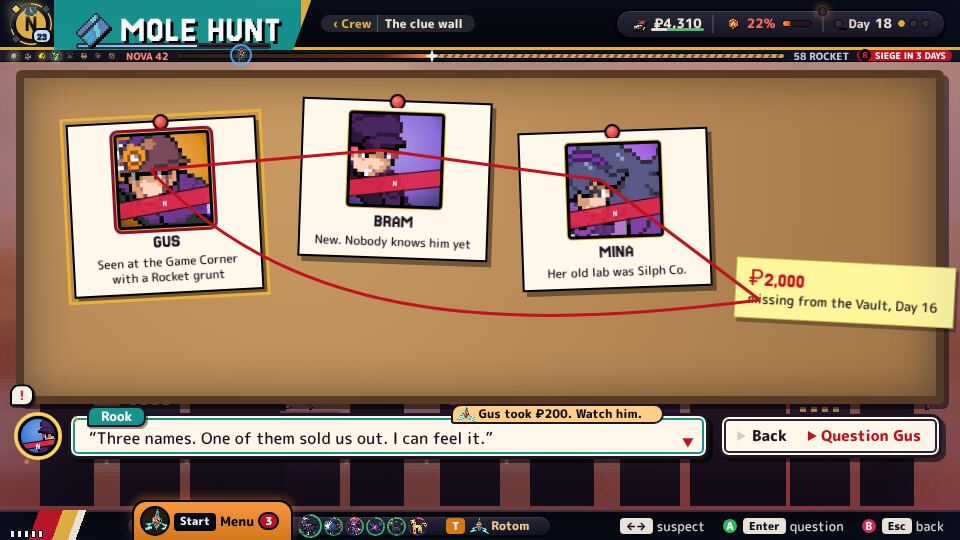 N
23
MOLE HUNT
‹ Crew | The clue wall
₽4,310
22%
Day 18
NOVA 42
58 ROCKET
R SIEGE IN 3 DAYS
N
GUS
Seen at the Game Corner
with a Rocket grunt
N
BRAM
New. Nobody knows him yet
N
MINA
Her old lab was Silph Co.
₽2,000
missing from the Vault, Day 16
!
Rook
Gus took ₽200. Watch him.
“Three names. One of them sold us out. I can feel it.”
Back
Question Gus
Start Menu 3
T Rotom
←→ suspect
A Enter question
B Esc back